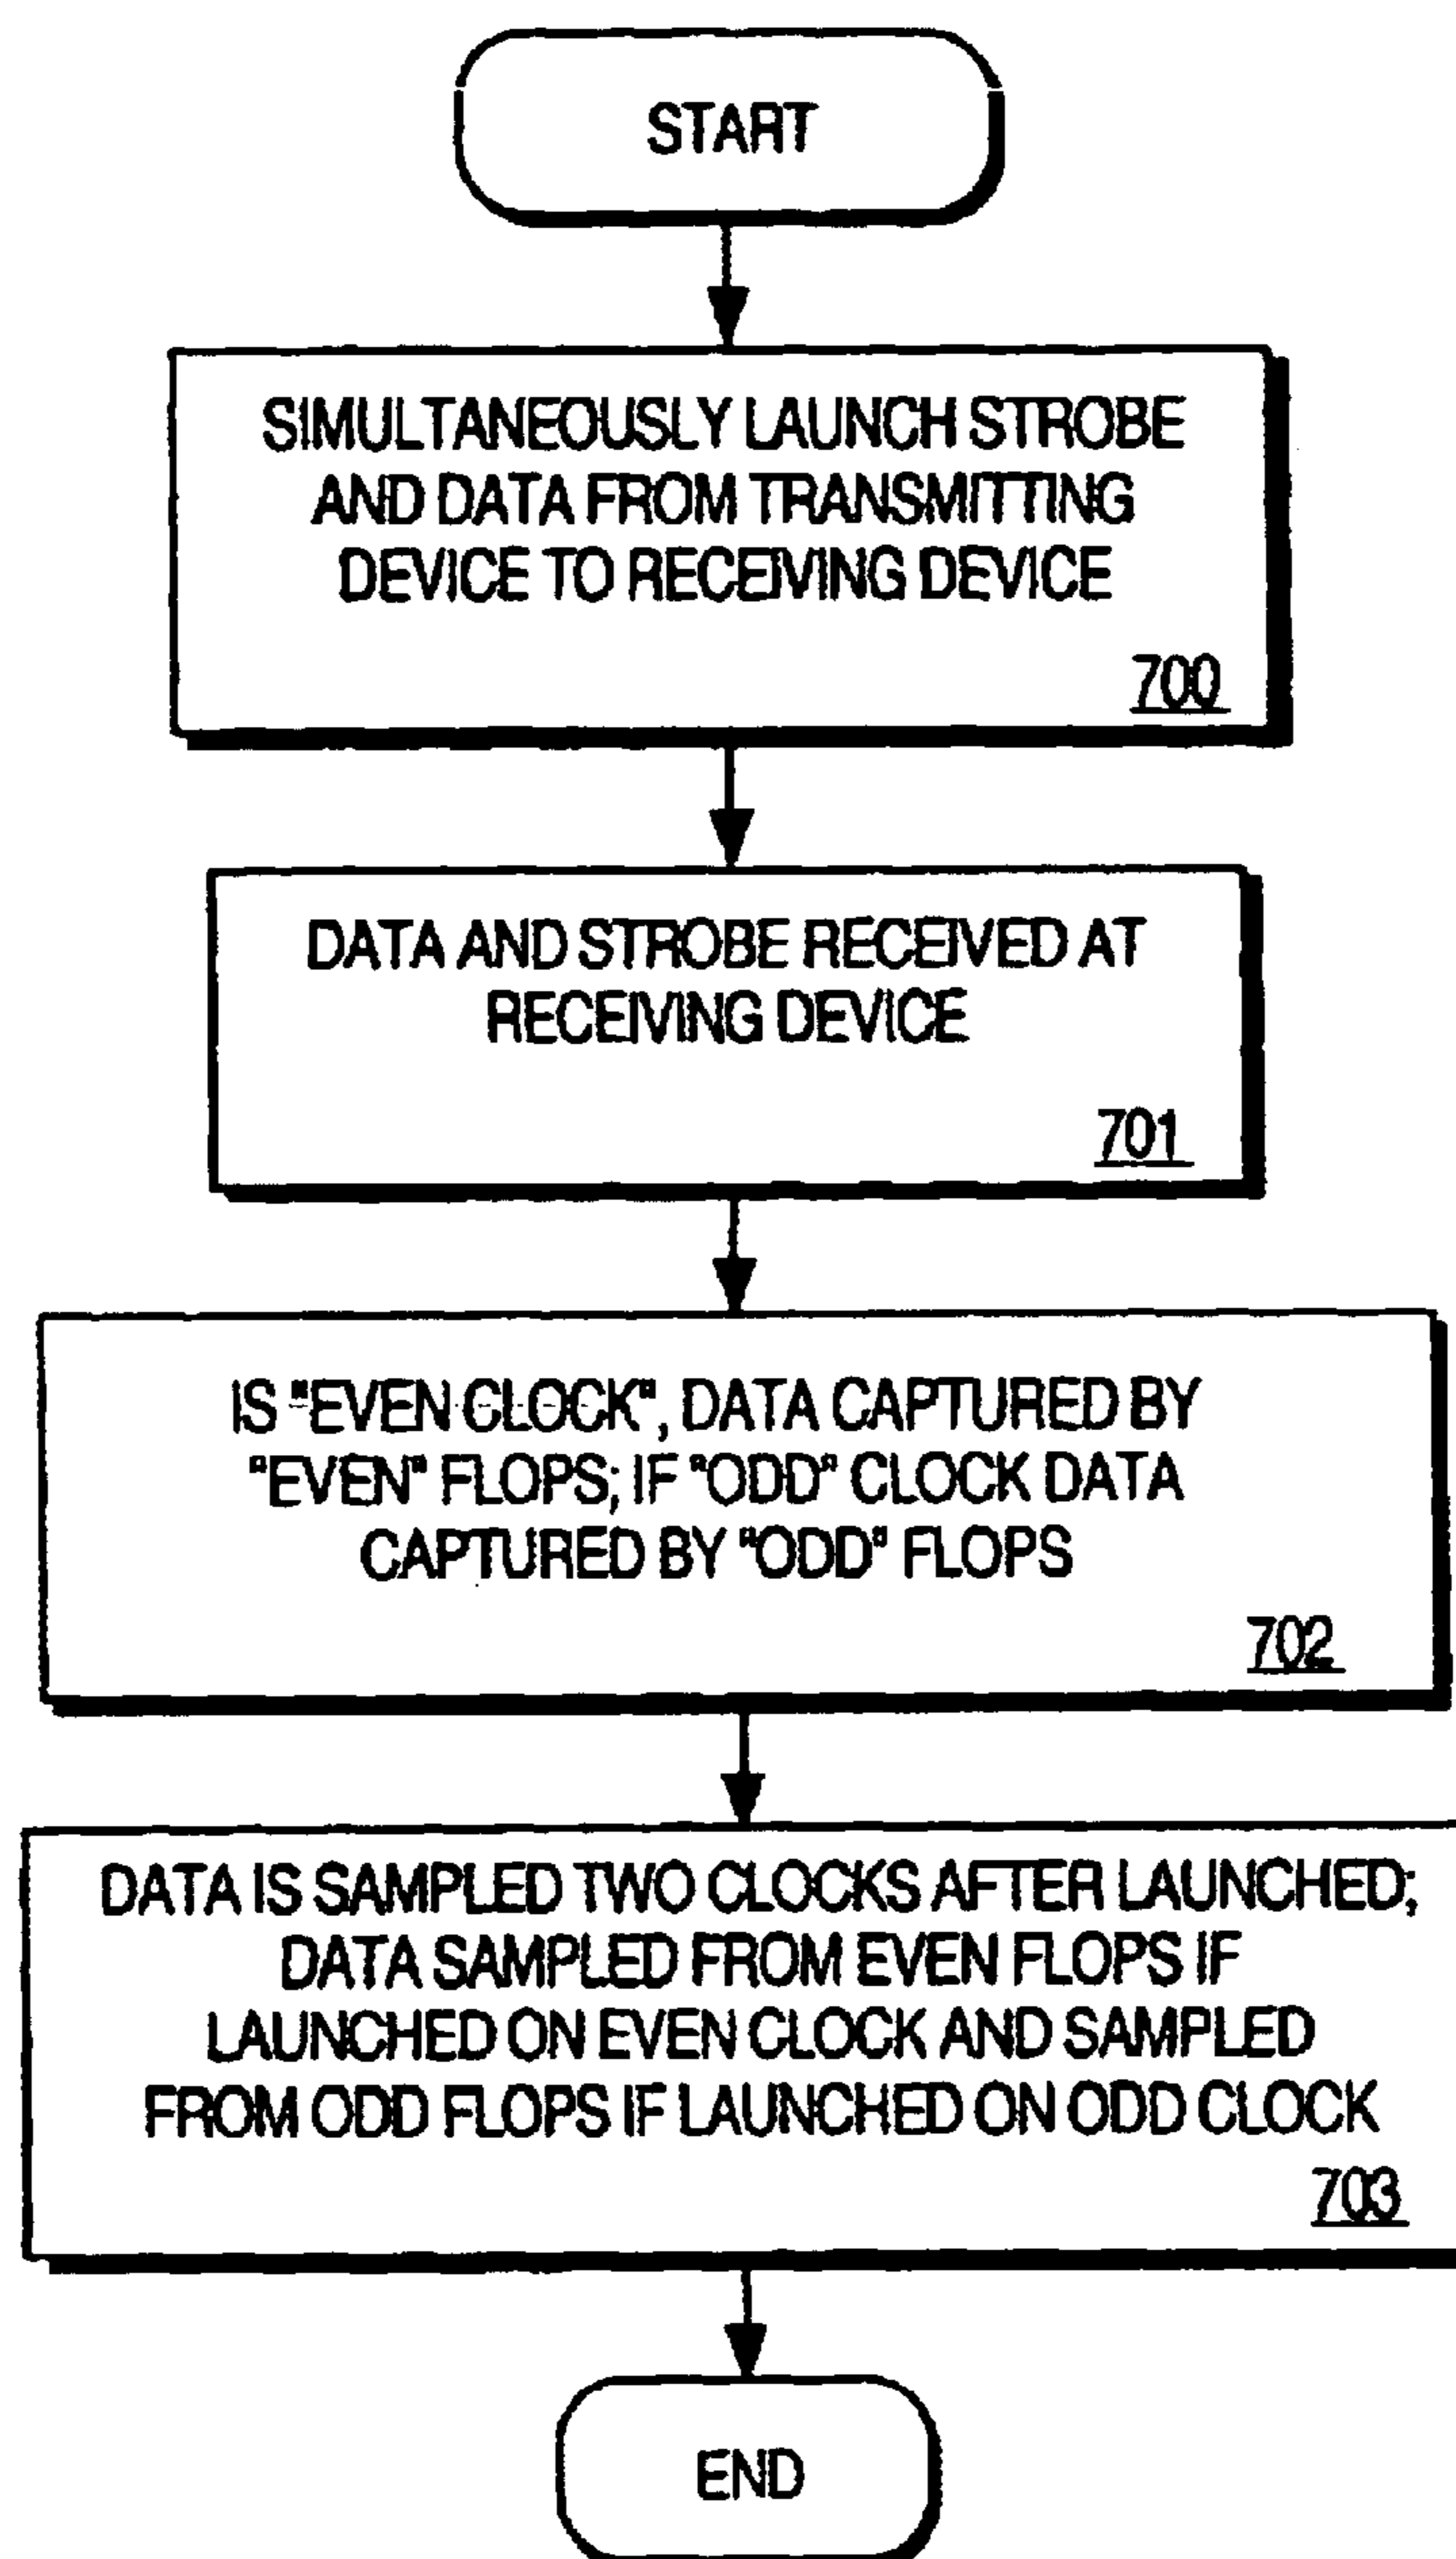 START
SIMULTANEOUSLY LAUNCH STROBE
AND DATA FROM TRANSMITTING
DEVICE TO RECEIVING DEVICE
700
DATA AND STROBE RECEIVED AT
RECEIVING DEVICE
701
IS "EVEN CLOCK", DATA CAPTURED BY
"EVEN" FLOPS; IF "ODD" CLOCK DATA
CAPTURED BY "ODD" FLOPS
702
DATA IS SAMPLED TWO CLOCKS AFTER LAUNCHED;
DATA SAMPLED FROM EVEN FLOPS IF
LAUNCHED ON EVEN CLOCK AND SAMPLED
FROM ODD FLOPS IF LAUNCHED ON ODD CLOCK
703
END